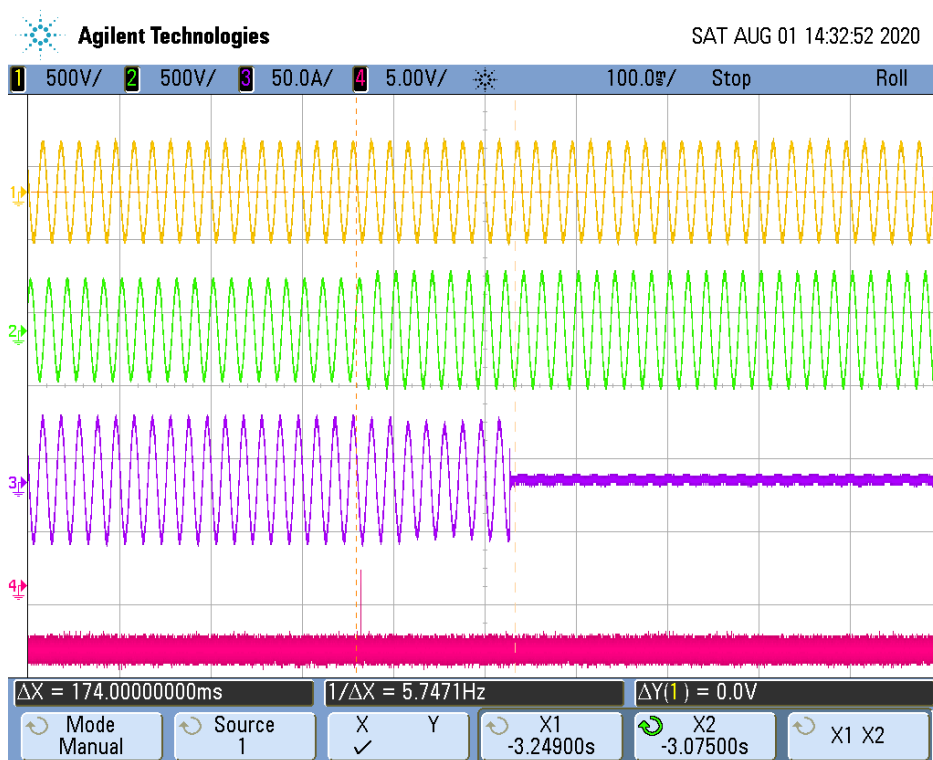 Agilent Technologies
SAT AUG 01 14:32:52 2020
1 500V/ 2 500V/ 3 50.0A/ 4 5.00V/ 100.0ms/ Stop Roll
1
2
3
4
ΔX = 174.00000000ms 1/ΔX = 5.7471Hz ΔY(1) = 0.0V
Mode Source X Y X1 X2 X1 X2
Manual 1 ✓ -3.24900s -3.07500s